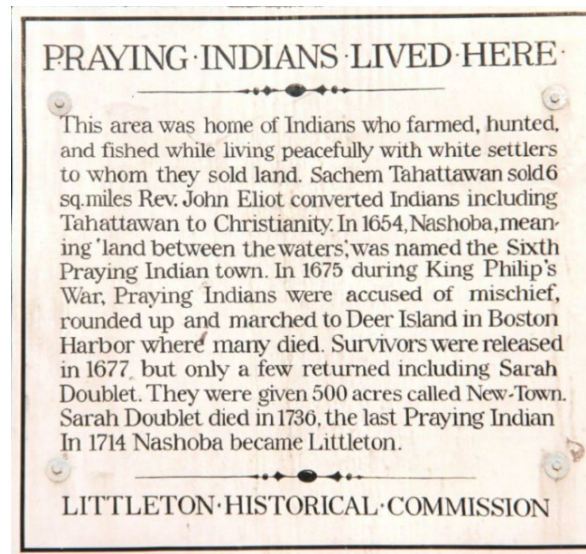 PRAYING·INDIANS·LIVED·HERE·
This area was home of Indians who farmed, hunted,
and fished while living peacefully with white settlers
to whom they sold land. Sachem Tahattawan sold 6
sq. miles Rev. John Eliot converted Indians including
Tahattawan to Christianity. In 1654, Nashoba, mean-
ing 'land between the waters', was named the Sixth
Praying Indian town. In 1675 during King Philip's
War, Praying Indians were accused of mischief,
rounded up and marched to Deer Island in Boston
Harbor where many died. Survivors were released
in 1677, but only a few returned including Sarah
Doublet. They were given 500 acres called New-Town.
Sarah Doublet died in 1736, the last Praying Indian
In 1714 Nashoba became Littleton.
LITTLETON·HISTORICAL·COMMISSION